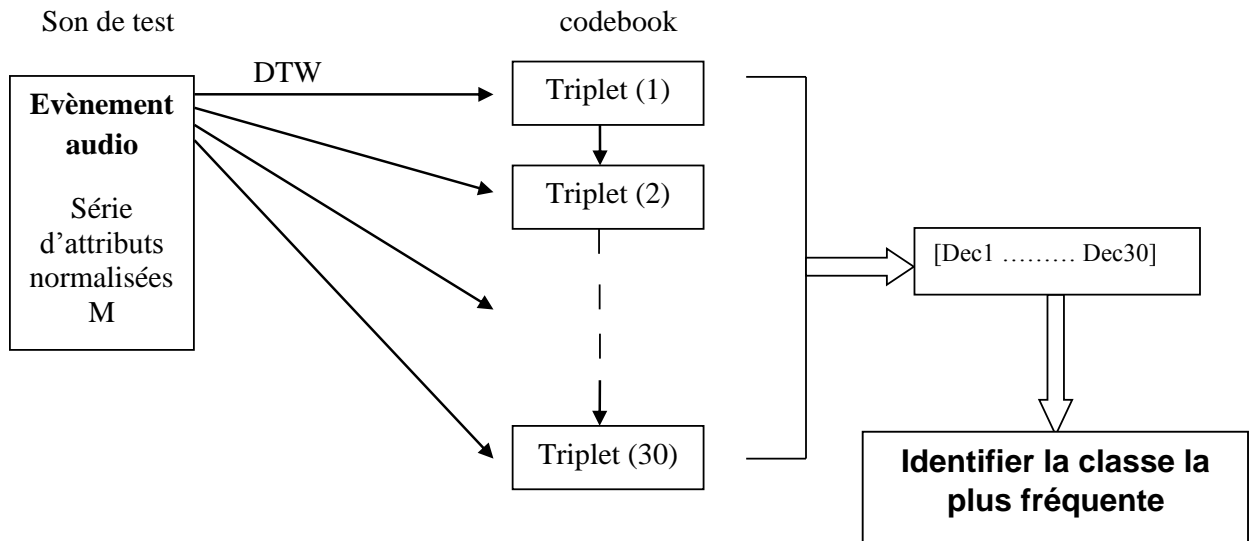 Son de test
codebook
DTW
Evènement
audio
Série
d’attributs
normalisées
M
Triplet (1)
Triplet (2)
Triplet (30)
[Dec1 ……… Dec30]
Identifier la classe la
plus fréquente